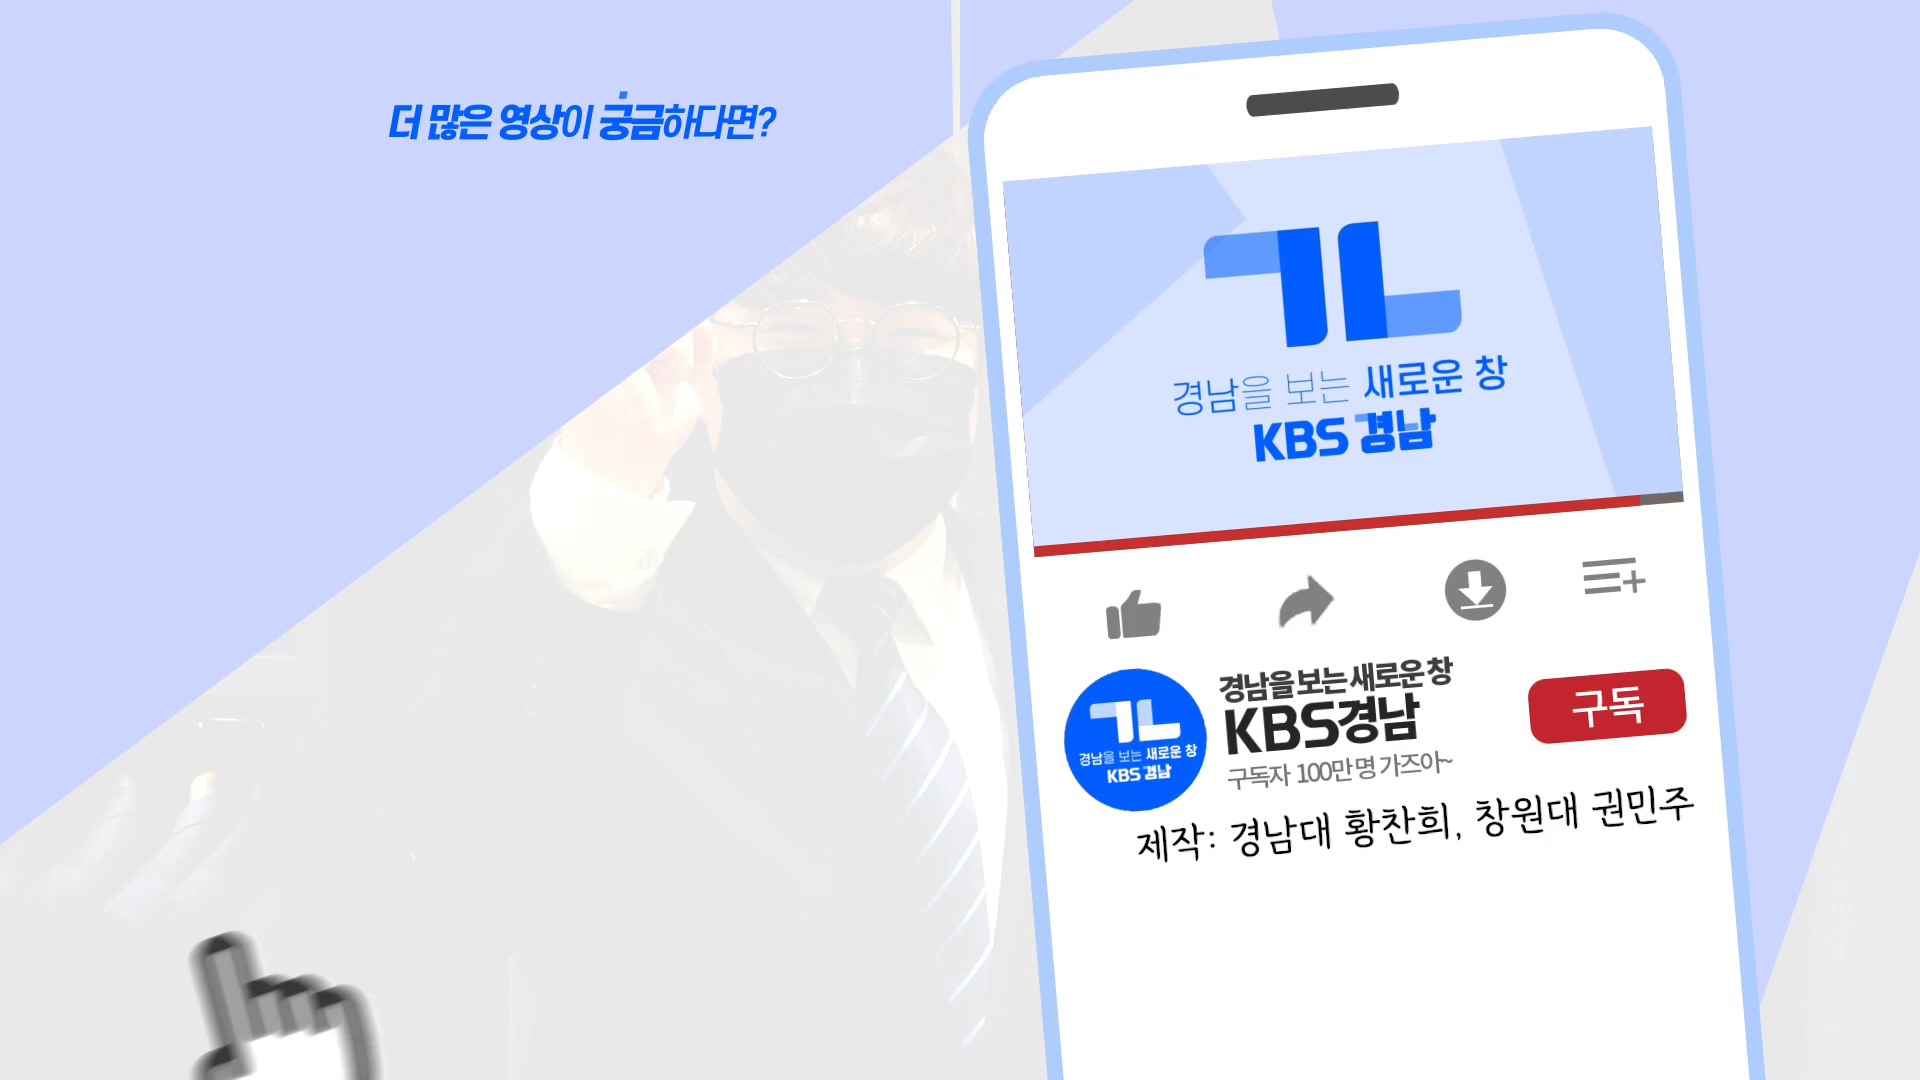 더 많은 영상이 궁금하다면?
경남을 보는 새로운 창
KBS 경남
경남을 보는 새로운 창
KBS 경남
경남을 보는 새로운 창
KBS경남
구독자 100만명 가즈아~
구독
제작: 경남대 황찬희, 창원대 권민주